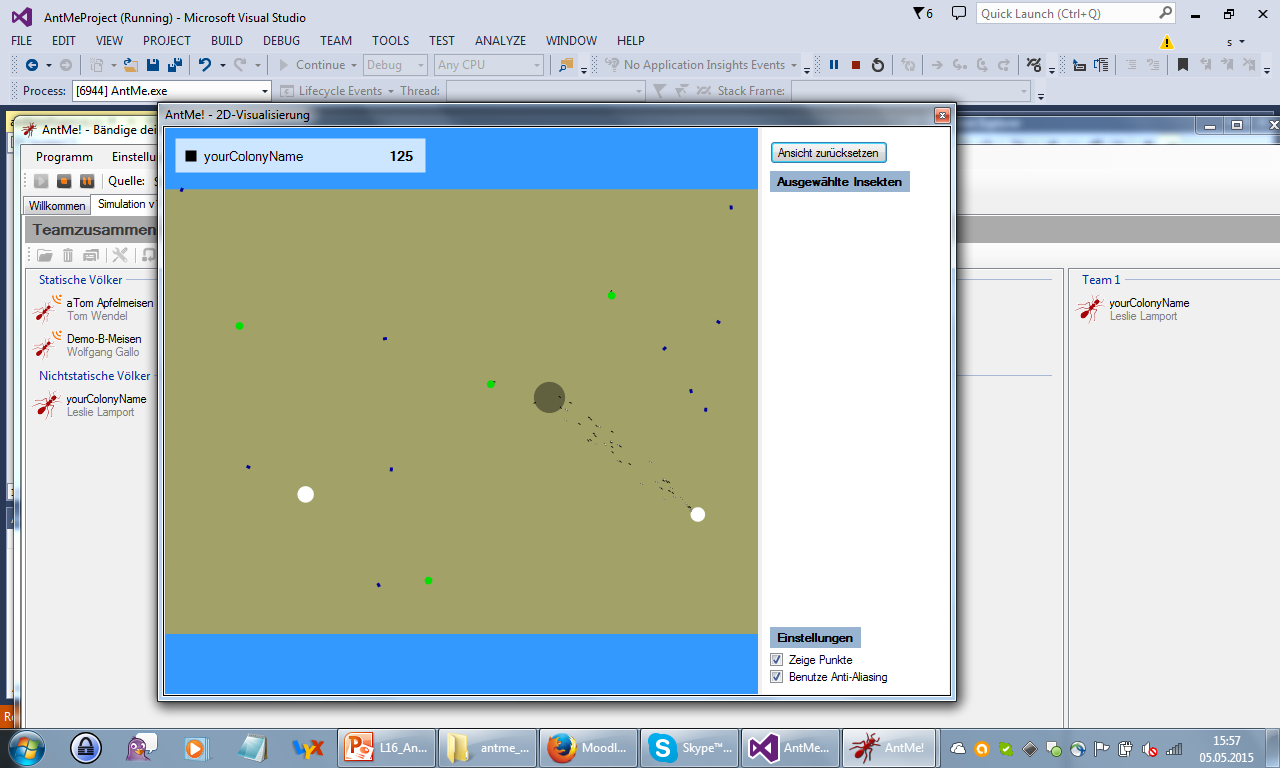 AntMeProject (Running) - Microsoft Visual Studio
6
Quick Launch (Ctrl+Q)
FILE EDIT VIEW PROJECT BUILD DEBUG TEAM TOOLS TEST ANALYZE WINDOW HELP
s
Continue Debug Any CPU No Application Insights Events
Process: [6944] AntMe.exe Lifecycle Events Thread: Stack Frame:
AntMe! - 2D-Visualisierung
AntMe! - Bändige dei
yourColonyName 125
Ansicht zurücksetzen
Programm Einstellu
Quelle:
Ausgewählte Insekten
Willkommen Simulation v
Teamzusammen
Statische Völker
aTom Apfelmeisen
Tom Wendel
Demo-B-Meisen
Wolfgang Gallo
Nichtstatische Völker
yourColonyName
Leslie Lamport
Team 1
yourColonyName
Leslie Lamport
Einstellungen
Zeige Punkte
Benutze Anti-Aliasing
L16_An... antme_... Moodl... Skype™... AntMe... AntMe!
15:57
05.05.2015